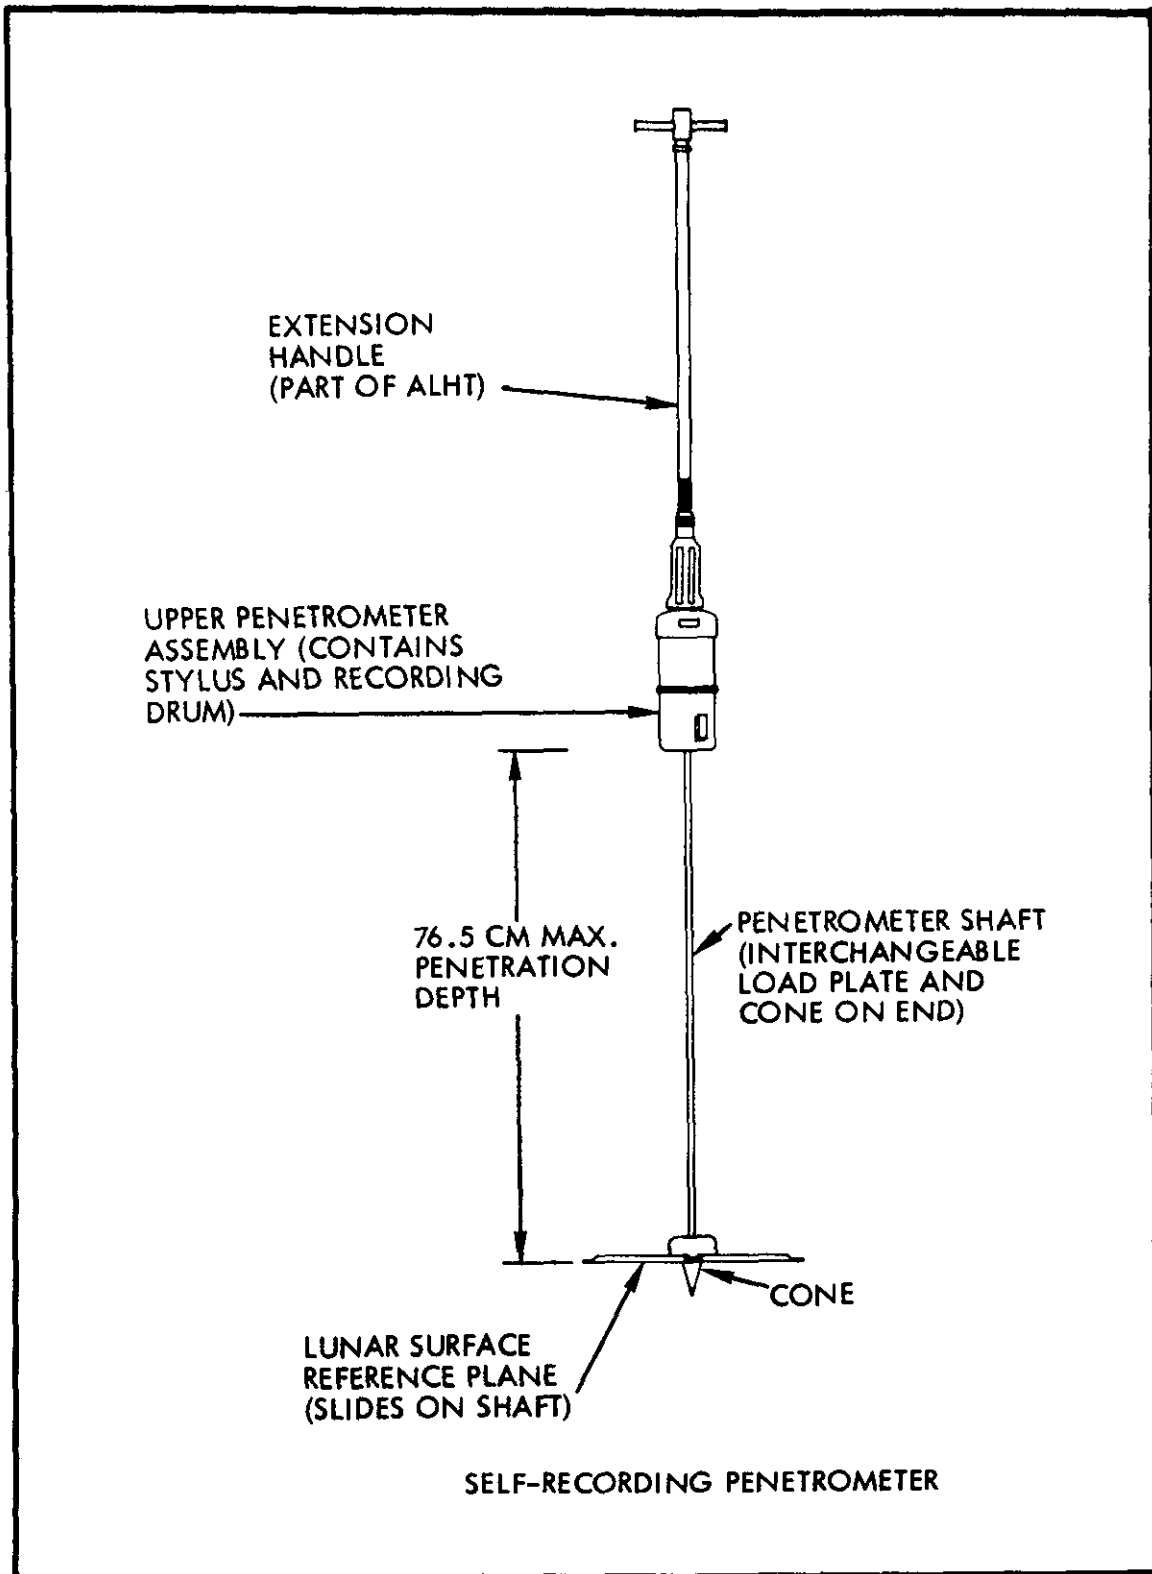 EXTENSION
HANDLE
(PART OF ALHT)
UPPER PENETROMETER
ASSEMBLY (CONTAINS
STYLUS AND RECORDING
DRUM)
76.5 CM MAX.
PENETRATION
DEPTH
PENETROMETER SHAFT
(INTERCHANGEABLE
LOAD PLATE AND
CONE ON END)
CONE
LUNAR SURFACE
REFERENCE PLANE
(SLIDES ON SHAFT)
SELF-RECORDING PENETROMETER